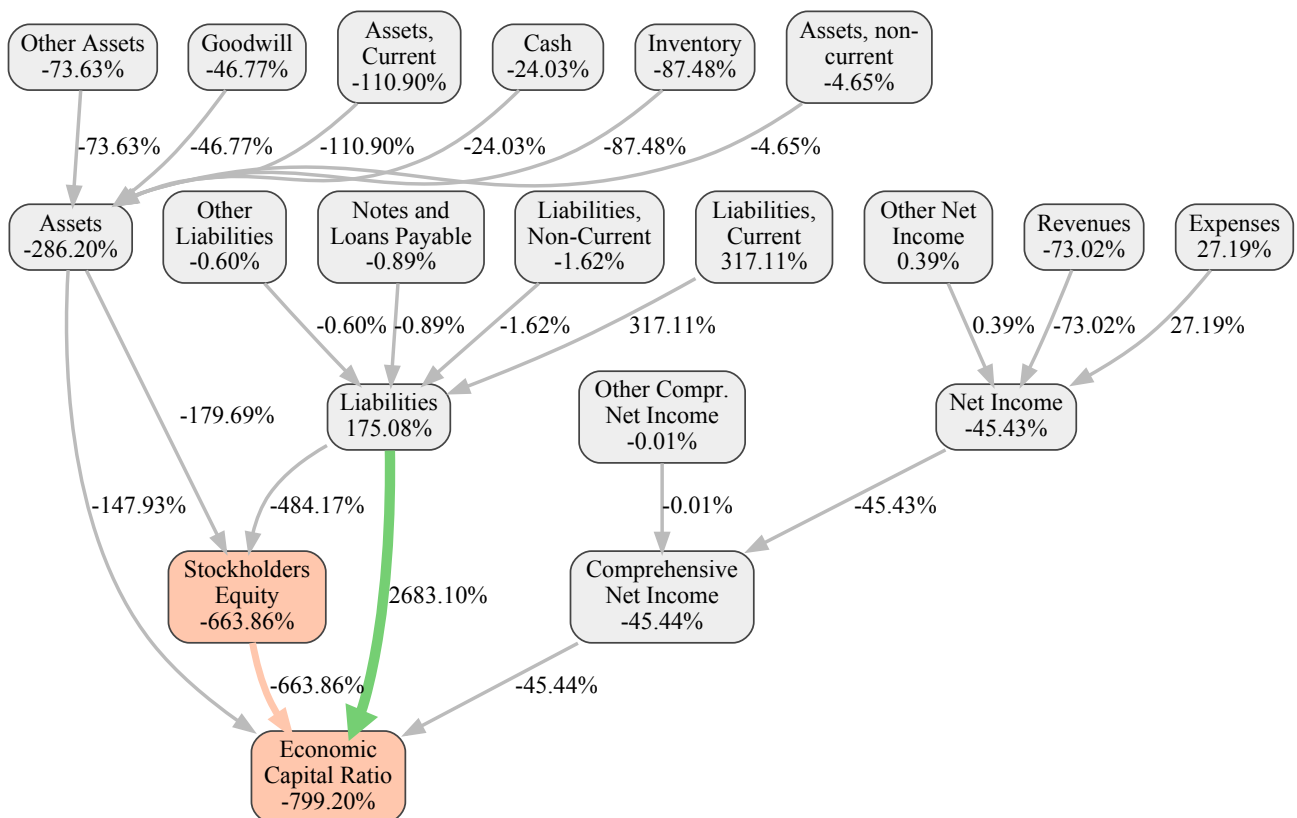 Other Assets
-73.63%
Goodwill
-46.77%
Assets,
Current
-110.90%
Cash
-24.03%
Inventory
-87.48%
Assets, non-
current
-4.65%
-73.63%
-46.77%
-110.90%
-24.03%
-87.48%
-4.65%
Assets
-286.20%
Other
Liabilities
-0.60%
Notes and
Loans Payable
-0.89%
Liabilities,
Non-Current
-1.62%
Liabilities,
Current
317.11%
Other Net
Income
0.39%
Revenues
-73.02%
Expenses
27.19%
-0.60%
-0.89%
-1.62%
317.11%
0.39%
-73.02%
27.19%
Liabilities
175.08%
Other Compr.
Net Income
-0.01%
Net Income
-45.43%
-179.69%
-147.93%
-484.17%
-0.01%
-45.43%
Stockholders
Equity
-663.86%
2683.10%
Comprehensive
Net Income
-45.44%
-663.86%
-45.44%
Economic
Capital Ratio
-799.20%